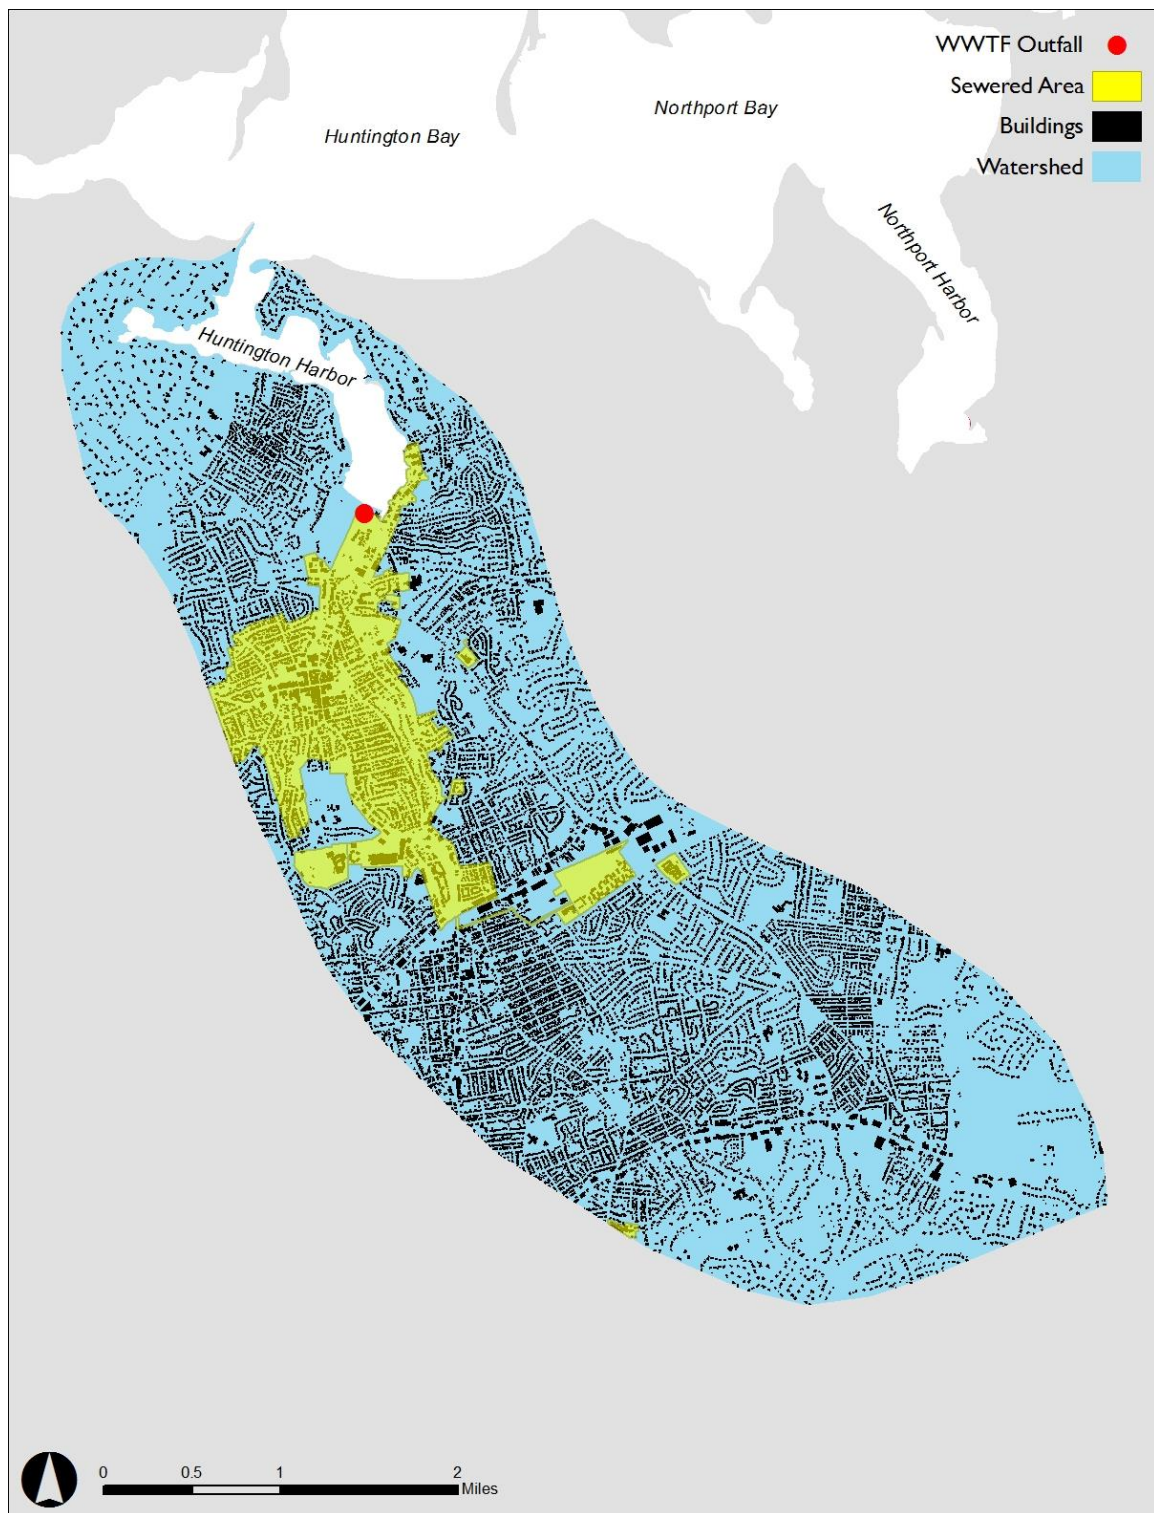 WWTF Outfall
Sewered Area
Buildings
Watershed
Huntington Bay
Northport Bay
Northport Harbor
Huntington Harbor
0 0.5 1 2
Miles